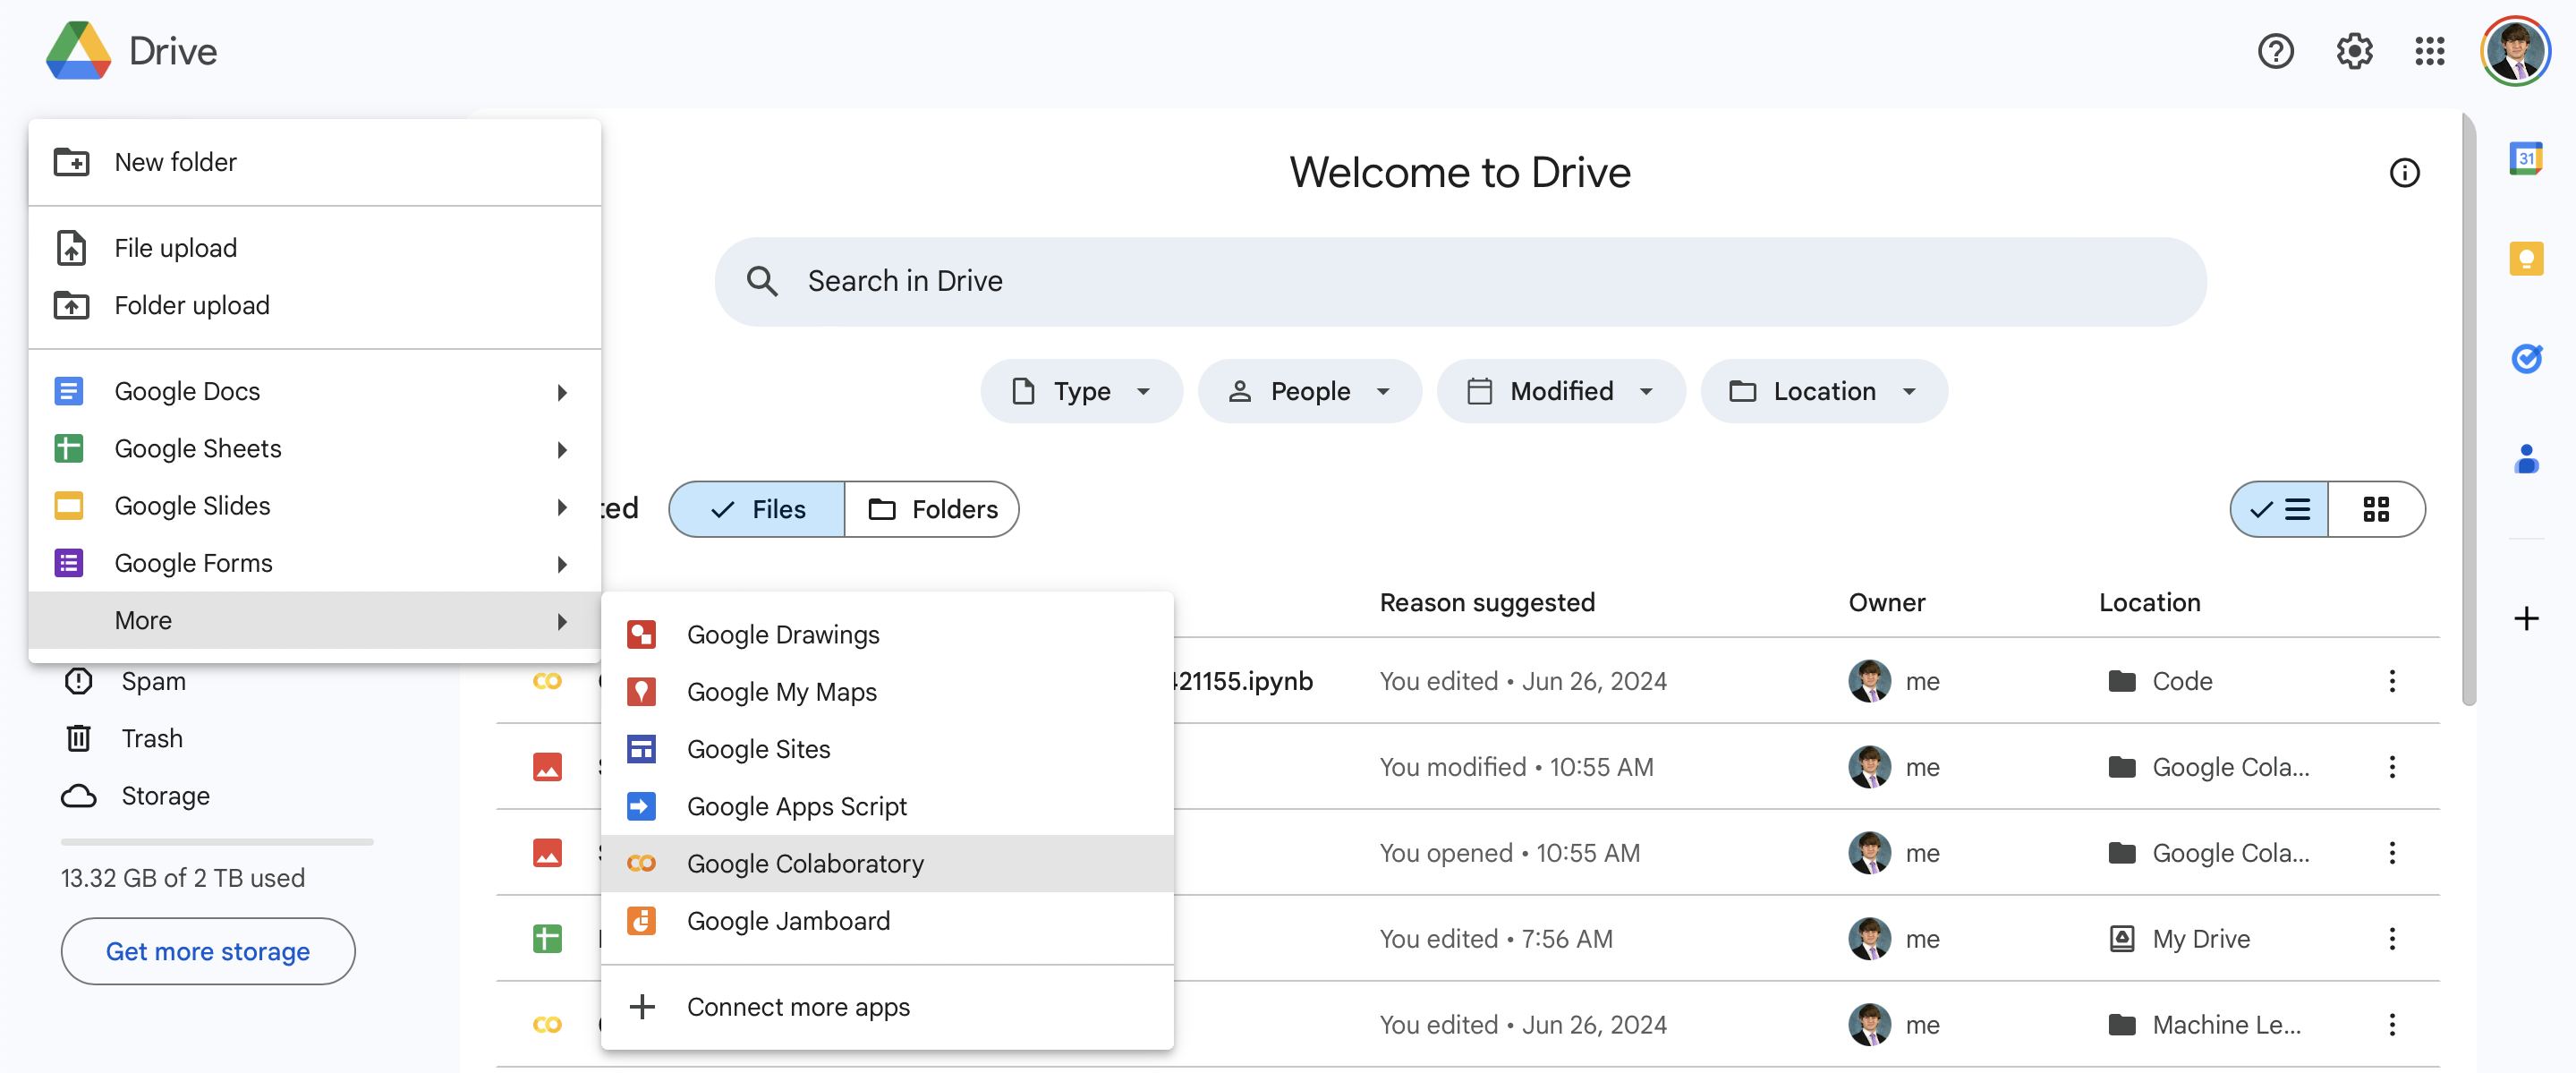 Drive
New folder
File upload
Folder upload
Google Docs
Google Sheets
Google Slides
Google Forms
More
Spam
Trash
Storage
13.32 GB of 2 TB used
Get more storage
Google Drawings
Google My Maps
Google Sites
Google Apps Script
Google Colaboratory
Google Jamboard
Connect more apps
Welcome to Drive
Search in Drive
Type People Modified Location
ted Files Folders
Reason suggested Owner Location
421155.ipynb You edited • Jun 26, 2024 me Code
You modified • 10:55 AM me Google Cola...
You opened • 10:55 AM me Google Cola...
You edited • 7:56 AM me My Drive
You edited • Jun 26, 2024 me Machine Le...
31